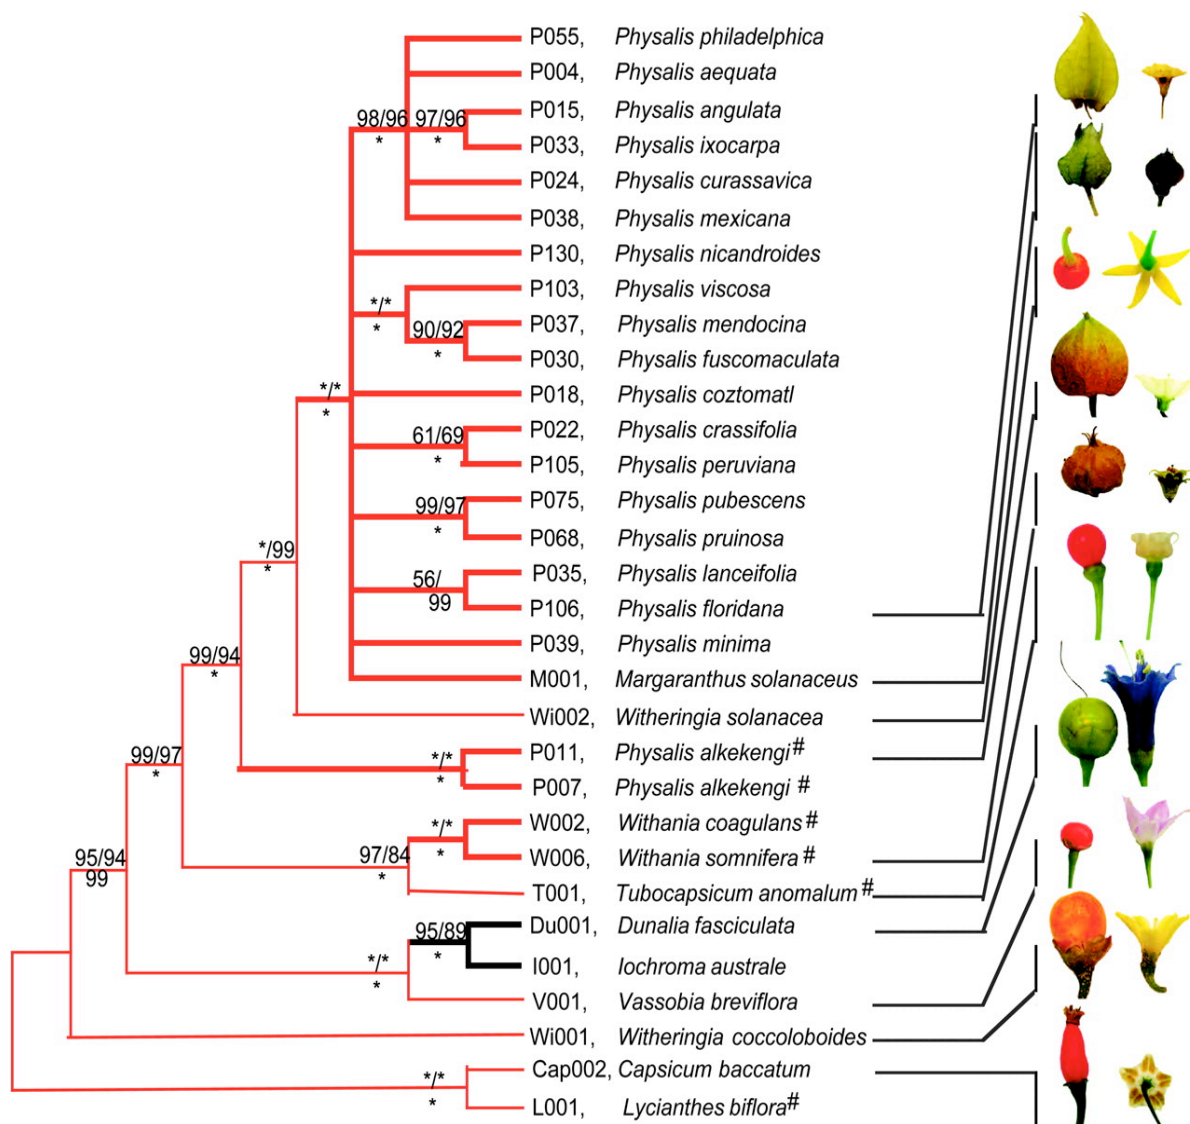 P055, Physalis philadelphica
P004, Physalis aequata
98/96 97/96 P015, Physalis angulata
* * P033, Physalis ixocarpa
P024, Physalis curassavica
P038, Physalis mexicana
P130, Physalis nicandroides
*/* P103, Physalis viscosa
* 90/92 P037, Physalis mendocina
* P030, Physalis fuscomaculata
*/* P018, Physalis coztomatl
*
61/69 P022, Physalis crassifolia
* P105, Physalis peruviana
99/97 P075, Physalis pubescens
* P068, Physalis pruinosa
*/99
*
56/ P035, Physalis lanceifolia
99 P106, Physalis floridana
99/94 P039, Physalis minima
* M001, Margaranthus solanaceus
Wi002, Witheringia solanacea
99/97 */* P011, Physalis alkekengi#
* * P007, Physalis alkekengi #
*/* W002, Withania coagulans#
95/94 97/84 * W006, Withania somnifera#
99 * T001, Tubocapsicum anomalum#
95/89 Du001, Dunalia fasciculata
*/* * I001, Iochroma australe
* V001, Vassobia breviflora
Wi001, Witheringia coccoloboides
*/* Cap002, Capsicum baccatum
* L001, Lycianthes biflora#